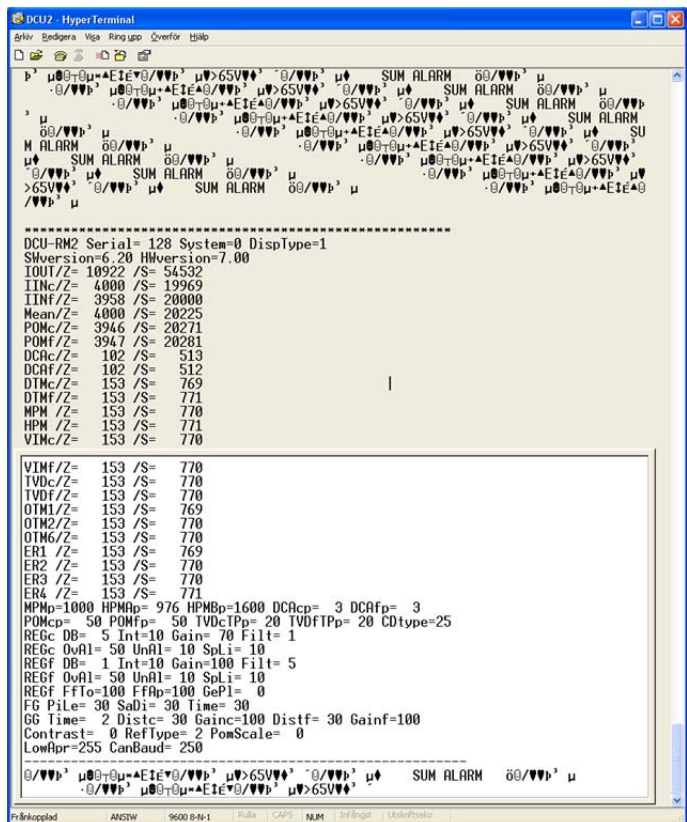 DCU2 - HyperTerminal
Arkiv Redigera Visa Ring upp Överför Hjälp
SUM ALARM
SUM ALARM
SUM ALARM
SUM ALARM
SU
M ALARM
SUM ALARM
SUM ALARM
SUM ALARM
****************************************************
DCU-RM2 Serial= 128 System=0 DispType=1
SWversion=6.20 HWversion=7.00
IOUT/Z= 10922 /S= 54532
IINc/Z= 4000 /S= 19969
IINf/Z= 3958 /S= 20000
Mean/Z= 4000 /S= 20225
POMc/Z= 3946 /S= 20271
POMf/Z= 3947 /S= 20281
DCAc/Z= 102 /S= 513
DCAf/Z= 102 /S= 512
DTMc/Z= 153 /S= 769
DTMf/Z= 153 /S= 771
MPM /Z= 153 /S= 770
HPM /Z= 153 /S= 771
VIMc/Z= 153 /S= 770
VIMf/Z= 153 /S= 770
TVDc/Z= 153 /S= 770
TVDf/Z= 153 /S= 770
OTM1/Z= 153 /S= 769
OTM2/Z= 153 /S= 770
OTM6/Z= 153 /S= 770
ER1 /Z= 153 /S= 769
ER2 /Z= 153 /S= 770
ER3 /Z= 153 /S= 770
ER4 /Z= 153 /S= 771
MPMp=1000 HPMAp= 976 HPMBp=1600 DCAcp= 3 DCAfp= 3
POMcp= 50 POMfp= 50 TVDcTPp= 20 TVDfTPp= 20 CDtype=25
REGc DB= 5 Int=10 Gain= 70 Filt= 1
REGc OvAl= 50 UnAl= 10 SpLi= 10
REGf DB= 1 Int=10 Gain=100 Filt= 5
REGf OvAl= 50 UnAl= 10 SpLi= 10
REGf FfTo=100 FfAp=100 GePl= 0
FG PiLe= 30 SaDi= 30 Time= 30
GG Time= 2 Distc= 30 Gainc=100 Distf= 30 Gainf=100
Contrast= 0 RefType= 2 PomScale= 0
LowApr=255 CanBaud= 250
------------------------------------------------------
SUM ALARM
Frånkopplad ANSIW 9600 8-N-1 Rulla CAPS NUM Infångst Utskriftseko